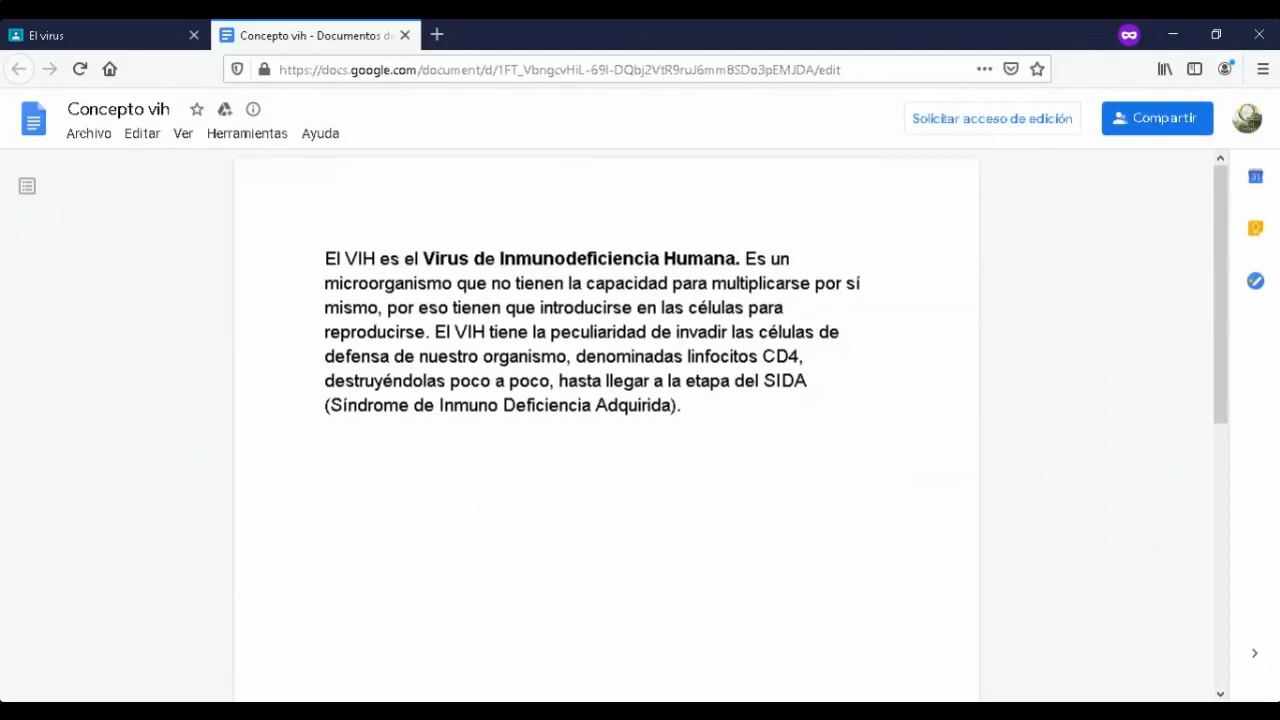 El virus
Concepto vih - Documentos de
https://docs.google.com/document/d/1FT_VbngcvHiL-69l-DQbj2VtR9ruJ6mm8SDo3pEMJDA/edit
Concepto vih
Archivo Editar Ver Herramientas Ayuda
Solicitar acceso de edición
Compartir
31
El VIH es el Virus de Inmunodeficiencia Humana. Es un
microorganismo que no tienen la capacidad para multiplicarse por sí
mismo, por eso tienen que introducirse en las células para
reproducirse. El VIH tiene la peculiaridad de invadir las células de
defensa de nuestro organismo, denominadas linfocitos CD4,
destruyéndolas poco a poco, hasta llegar a la etapa del SIDA
(Síndrome de Inmuno Deficiencia Adquirida).